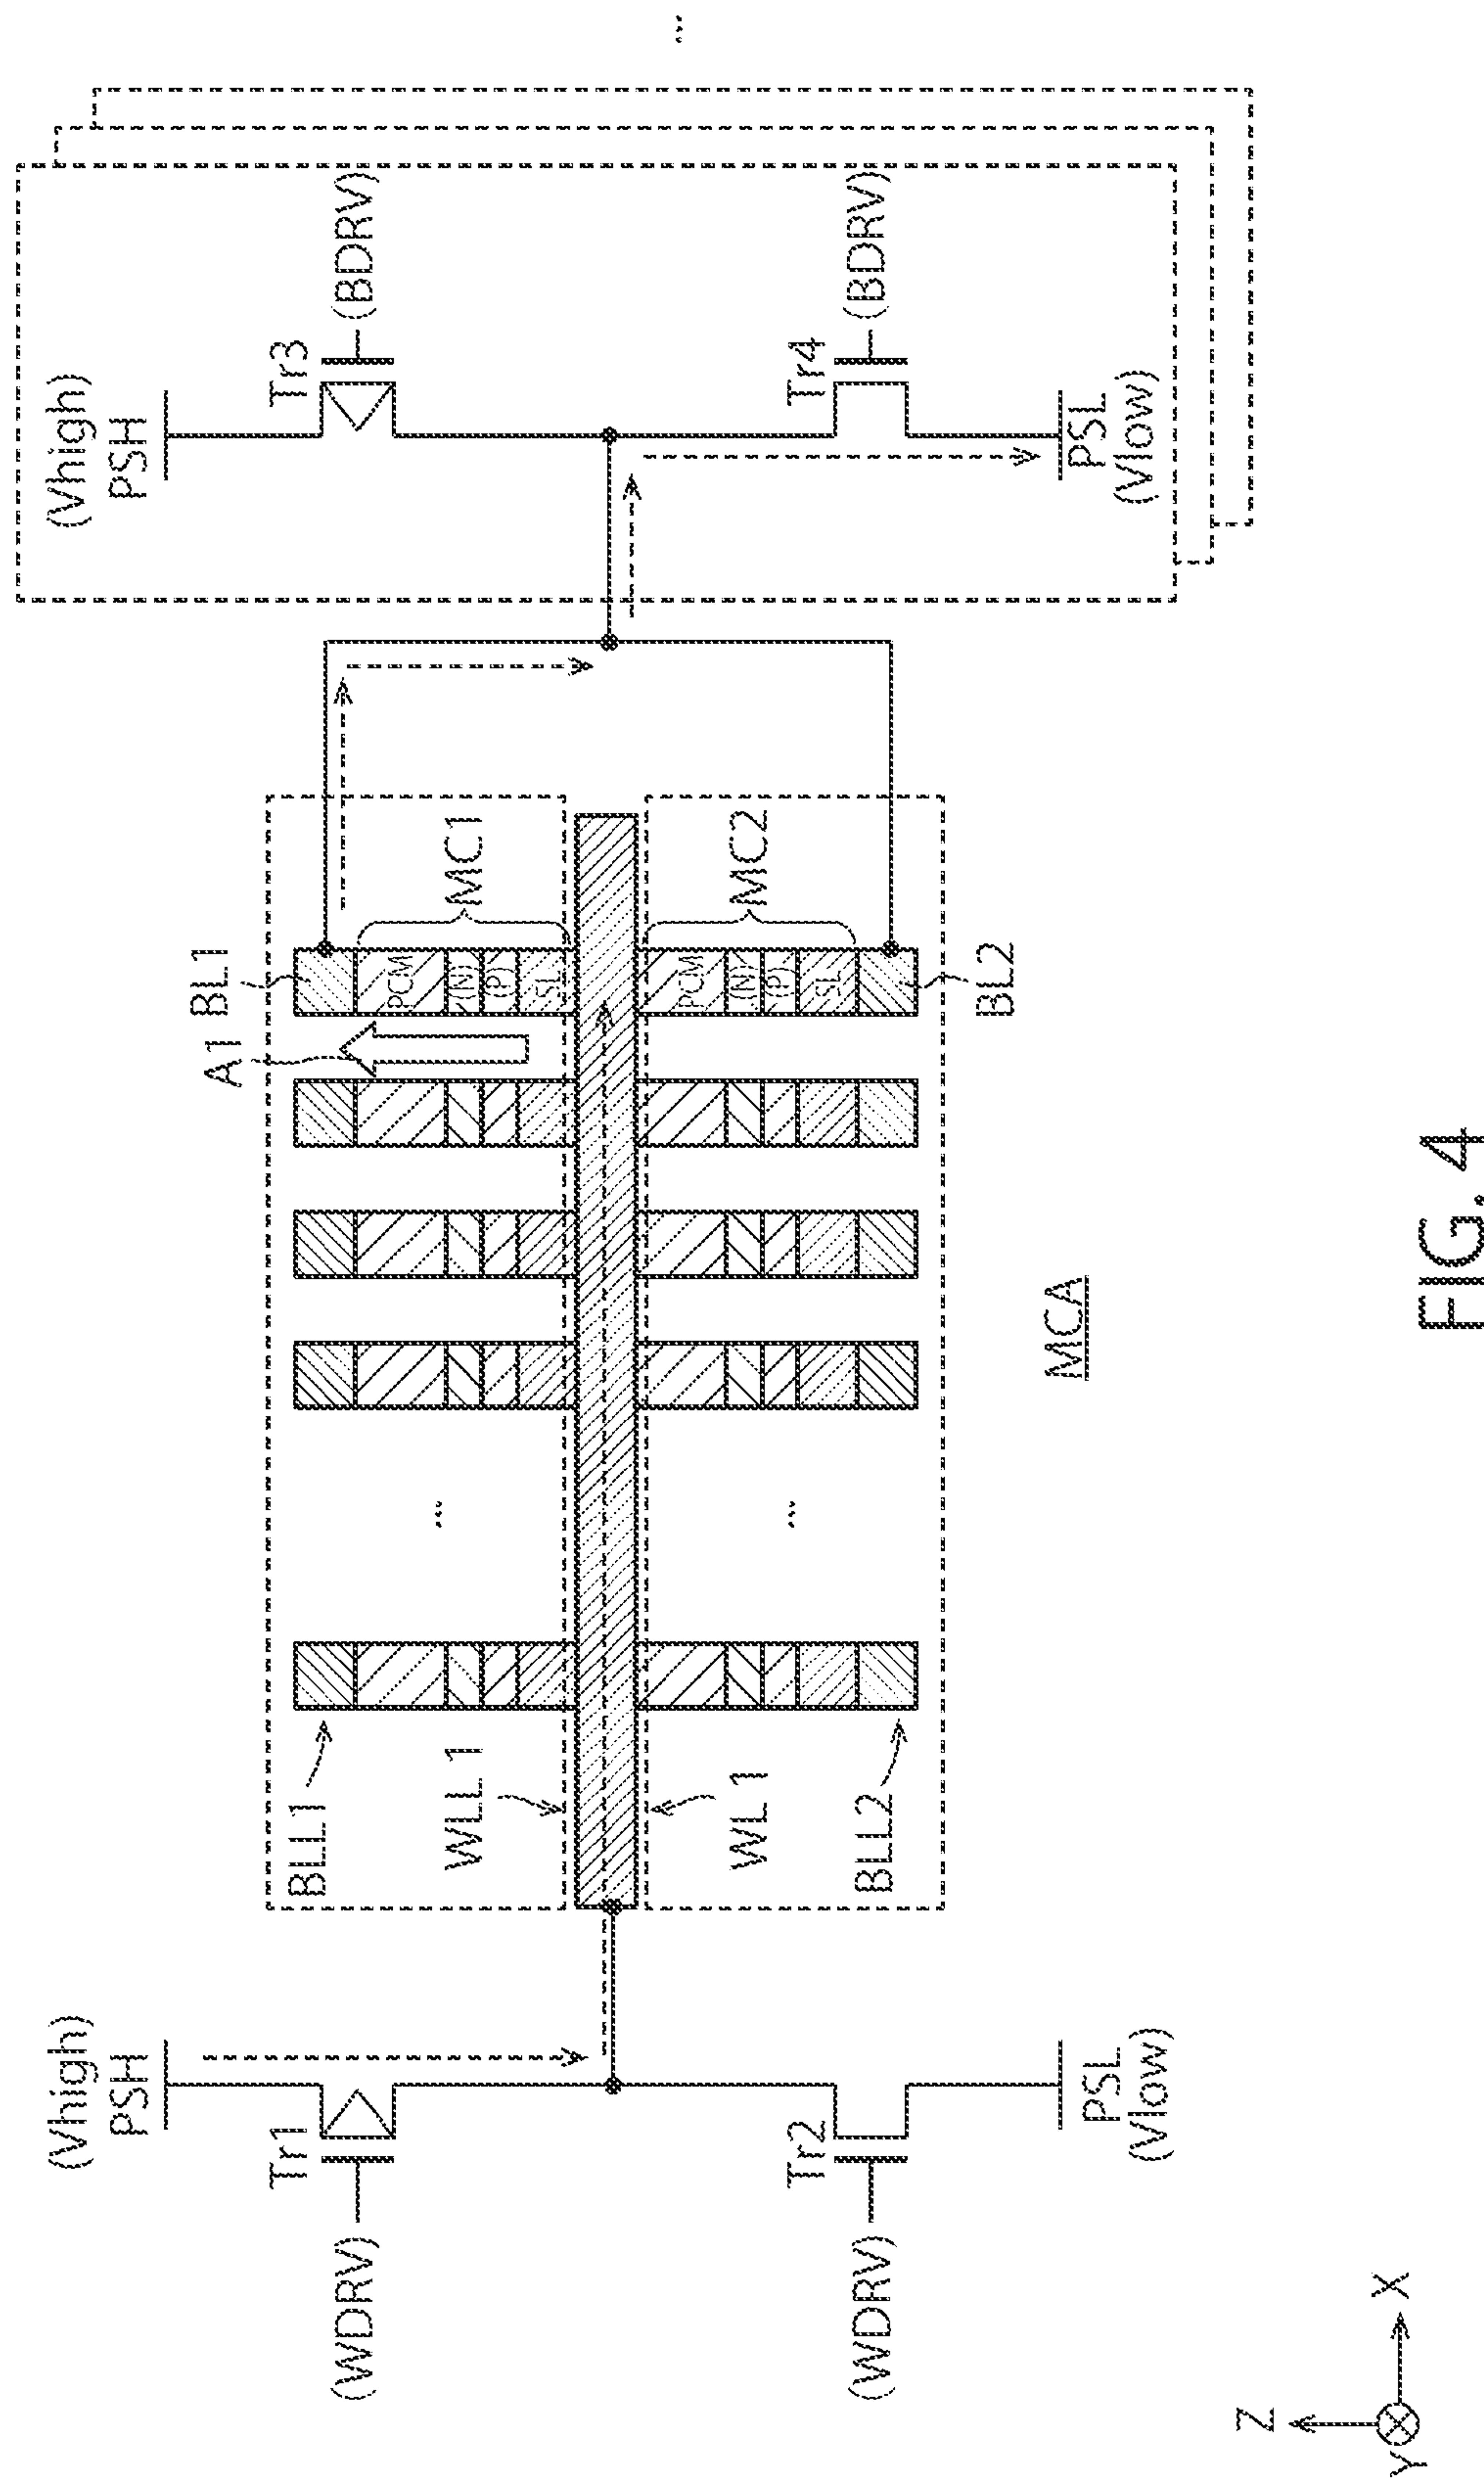 (Vhigh)
PSH
Tr1
(WDRV)
Tr2
(WDRV)
PSL
(Vlow)
BLL1
WLL1
WL1
BLL2
...
...
A1
BL1
PCM
(N)
(P)
SL
MC1
PCM
(N)
(P)
SL
MC2
BL2
MCA
(Vhigh)
PSH
Tr3
(BDRV)
Tr4
(BDRV)
PSL
(Vlow)
...
Z
Y
X
FIG. 4